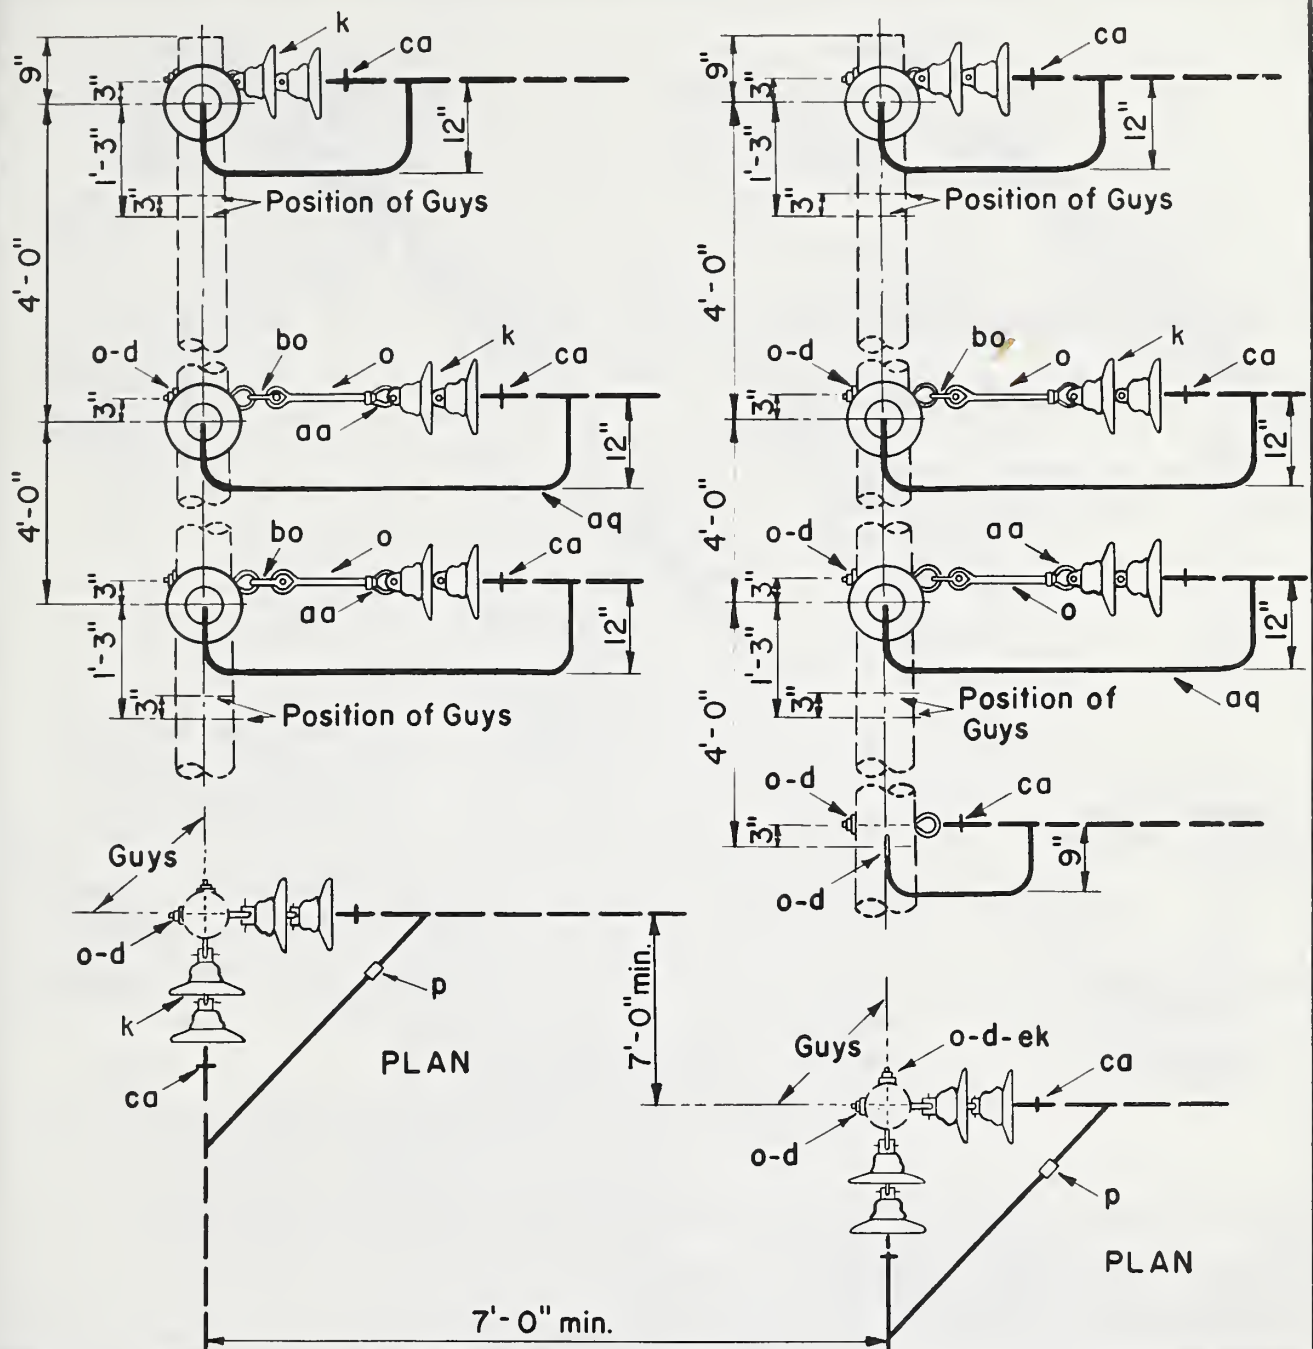 k
ca
9"
3"
12"
1'-3"
3"
Position of Guys
4'-0"
o-d
bo
o
k
ca
3"
aa
12"
aq
4'-0"
bo
o
ca
3"
aa
12"
1'-3"
3"
Position of Guys
ca
9"
3"
12"
1'-3"
3"
Position of Guys
4'-0"
o-d
bo
o
k
ca
3"
12"
4'-0"
o-d
aa
3"
o
12"
1'-3"
aq
3"
Position of
Guys
4'-0"
o-d
ca
3"
9"
o-d
Guys
o-d
p
k
PLAN
ca
7'-0" min.
Guys
o-d-ek
ca
o-d
p
PLAN
7'-0" min.